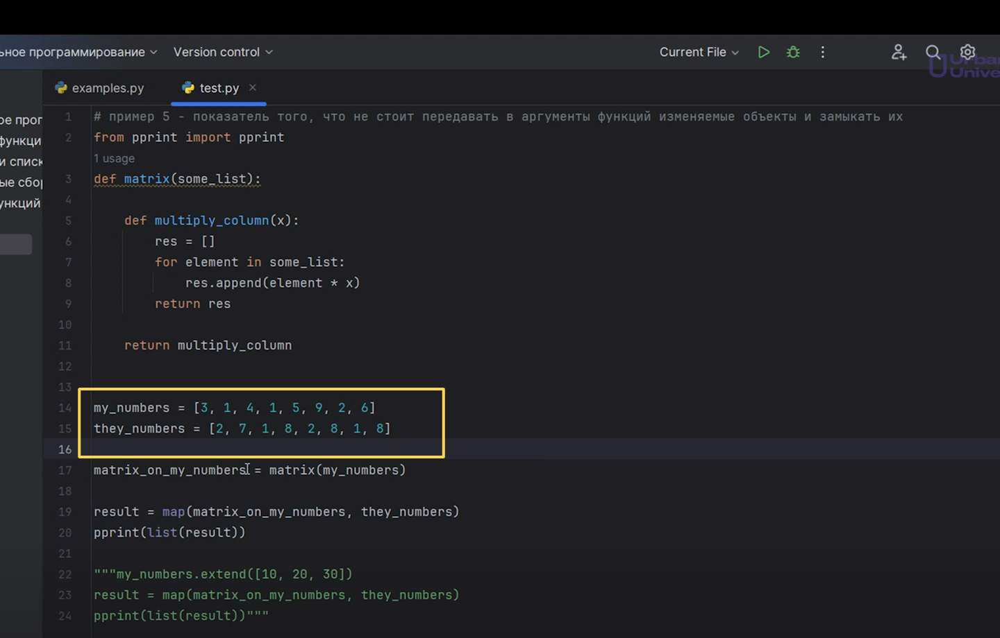 ьное программирование Version control Current File
Urba
Unive
examples.py test.py
ое прог
функци
и списк
ые сбор
ункций
1 # пример 5 - показатель того, что не стоит передавать в аргументы функций изменяемые объекты и замыкать их
2 from pprint import pprint
1 usage
3 def matrix(some_list):
4
5 def multiply_column(x):
6 res = []
7 for element in some_list:
8 res.append(element * x)
9 return res
10
11 return multiply_column
12
13
14 my_numbers = [3, 1, 4, 1, 5, 9, 2, 6]
15 they_numbers = [2, 7, 1, 8, 2, 8, 1, 8]
16
17 matrix_on_my_numbers = matrix(my_numbers)
18
19 result = map(matrix_on_my_numbers, they_numbers)
20 pprint(list(result))
21
22 """my_numbers.extend([10, 20, 30])
23 result = map(matrix_on_my_numbers, they_numbers)
24 pprint(list(result))"""